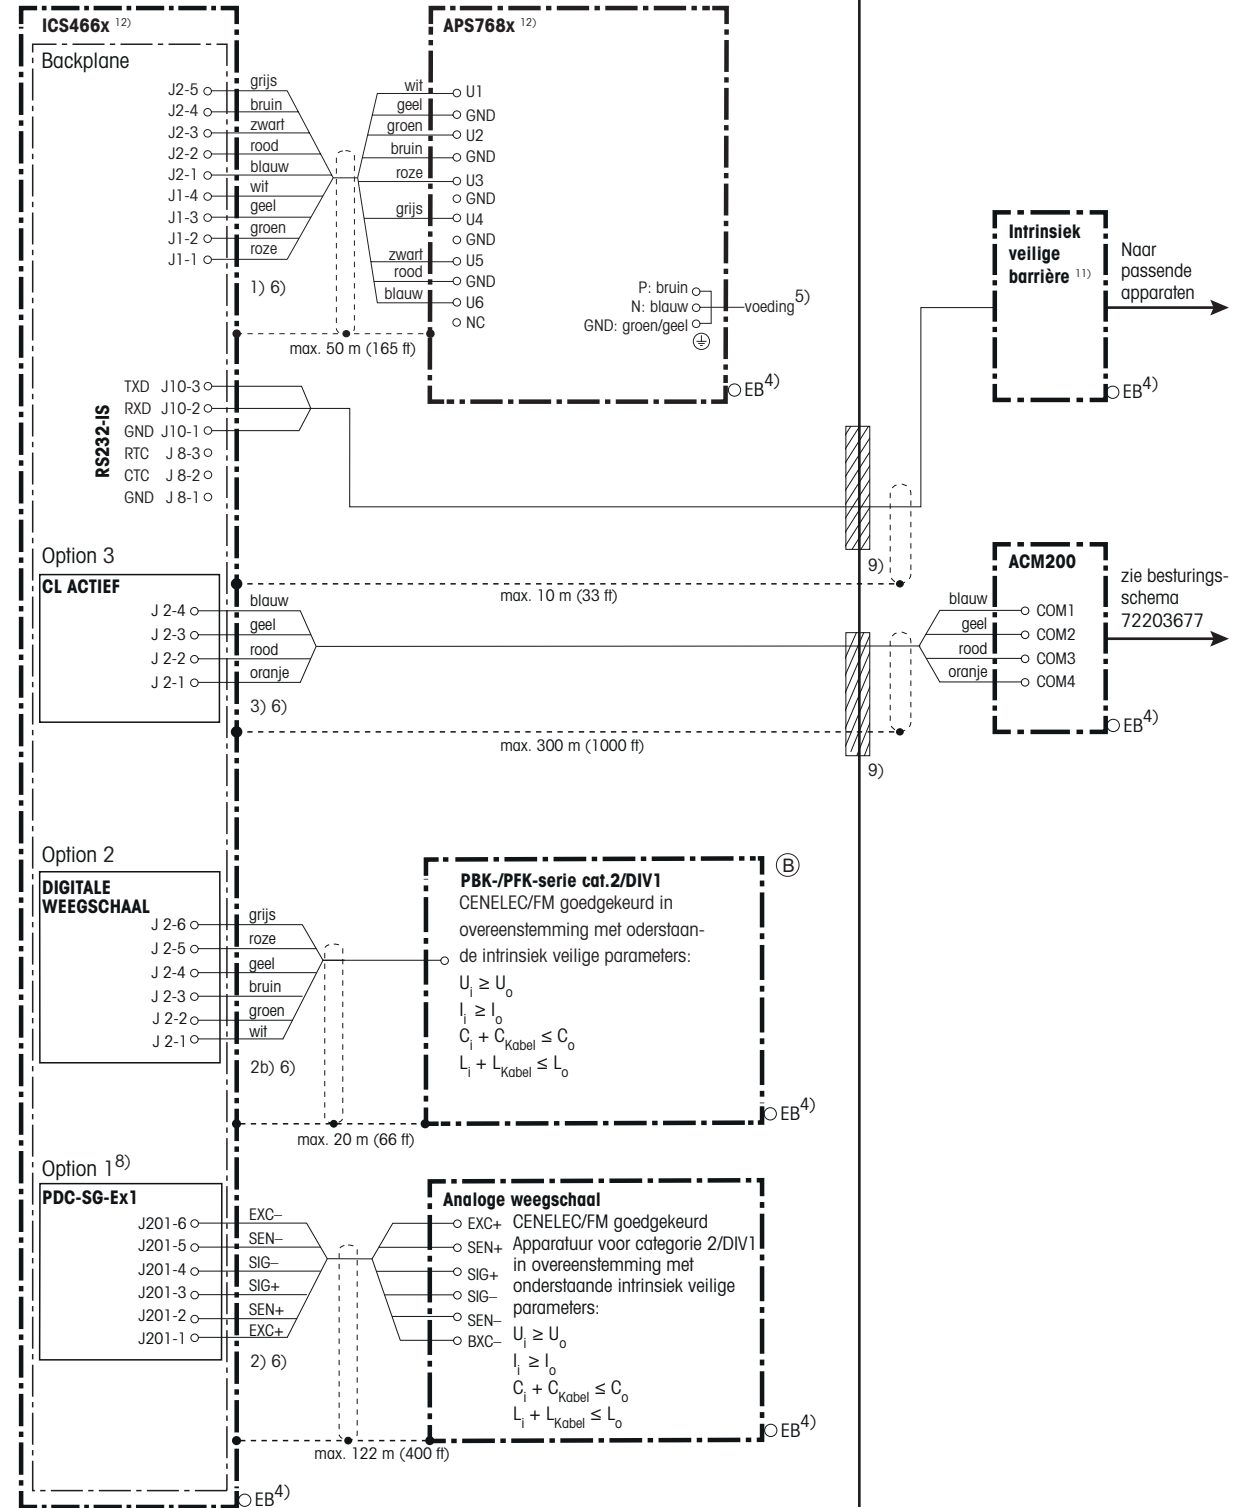 ICS466x 12)
Backplane
J2-5 grijs
J2-4 bruin
J2-3 zwart
J2-2 rood
J2-1 blauw
J1-4 wit
J1-3 geel
J1-2 groen
J1-1 roze
1) 6)
max. 50 m (165 ft)
APS768x 12)
wit U1
geel GND
groen U2
bruin GND
roze U3
GND
grijs U4
GND
zwart U5
rood GND
blauw U6
NC
P: bruin
N: blauw
GND: groen/geel
voeding5)
EB4)
RS232-IS
TXD J10-3
RXD J10-2
GND J10-1
RTC J 8-3
CTC J 8-2
GND J 8-1
9)
max. 10 m (33 ft)
Intrinsiek
veilige
barrière 11)
Naar
passende
apparaten
EB4)
Option 3
CL ACTIEF
J 2-4 blauw
J 2-3 geel
J 2-2 rood
J 2-1 oranje
3) 6)
max. 300 m (1000 ft)
9)
ACM200
blauw COM1
geel COM2
rood COM3
oranje COM4
zie besturings-
schema
72203677
EB4)
Option 2
DIGITALE
WEEGSCHAAL
J 2-6 grijs
J 2-5 roze
J 2-4 geel
J 2-3 bruin
J 2-2 groen
J 2-1 wit
2b) 6)
max. 20 m (66 ft)
B
PBK-/PFK-serie cat.2/DIV1
CENELEC/FM goedgekeurd in
overeenstemming met oderstaan-
de intrinsiek veilige parameters:
Ui ≥ Uo
Ii ≥ Io
Ci + CKabel ≤ Co
Li + LKabel ≤ Lo
EB4)
Option 18)
PDC-SG-Ex1
J201-6 EXC–
J201-5 SEN–
J201-4 SIG–
J201-3 SIG+
J201-2 SEN+
J201-1 EXC+
2) 6)
max. 122 m (400 ft)
Analoge weegschaal
EXC+
SEN+
SIG+
SIG–
SEN–
BXC–
CENELEC/FM goedgekeurd
Apparatuur voor categorie 2/DIV1
in overeenstemming met
onderstaande intrinsiek veilige
parameters:
Ui ≥ Uo
Ii ≥ Io
Ci + CKabel ≤ Co
Li + LKabel ≤ Lo
EB4)
EB4)